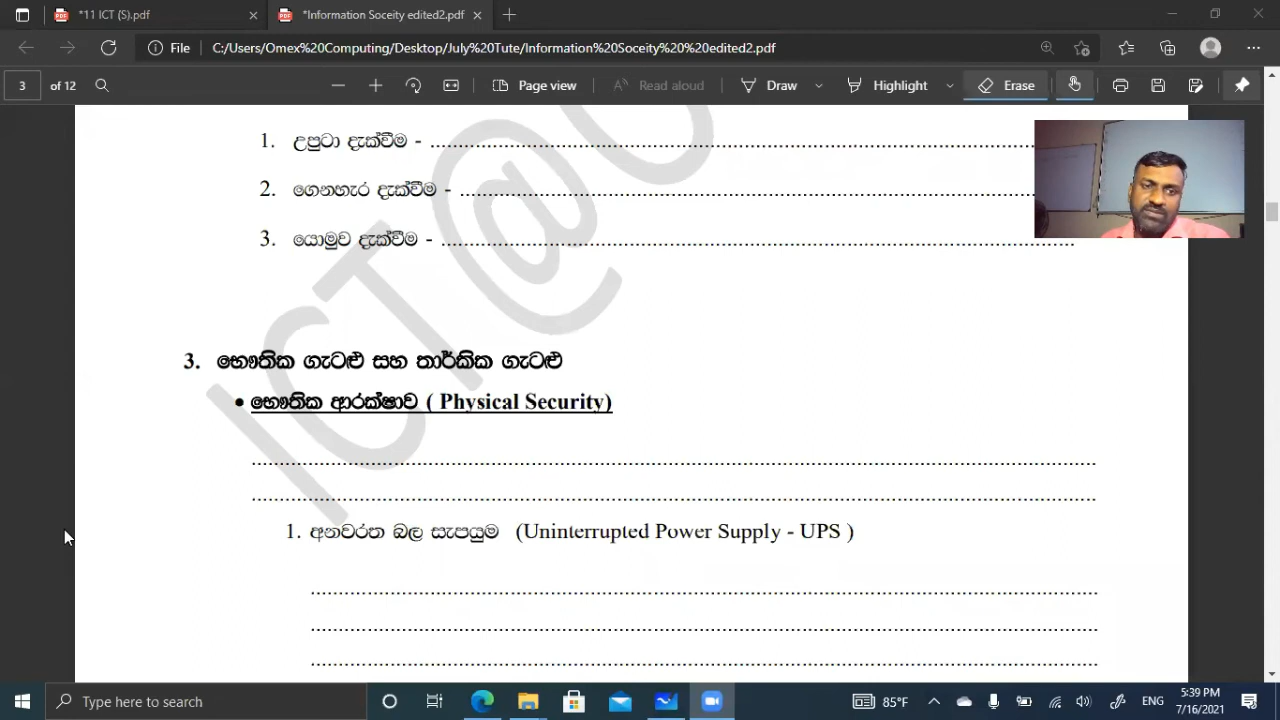 *11 ICT (S).pdf
*Information Soceity edited2.pdf
File C:/Users/Omex%20Computing/Desktop/July%20Tute/Information%20Soceity%20%20edited2.pdf
3 of 12 Page view Read aloud Draw Highlight Erase
1. උපුටා දැක්වීම - ................................................
2. ගෙනහැර දැක්වීම - ................................................
3. යොමුව දැක්වීම - ................................................
ICT@C
3. භෞතික ගැටළු සහ තාර්කික ගැටළු
• භෞතික ආරක්ෂාව ( Physical Security)
................................................
................................................
1. අනවරත බල සැපයුම (Uninterrupted Power Supply - UPS )
................................................
................................................
................................................
Type here to search
85°F
ENG
5:39 PM
7/16/2021